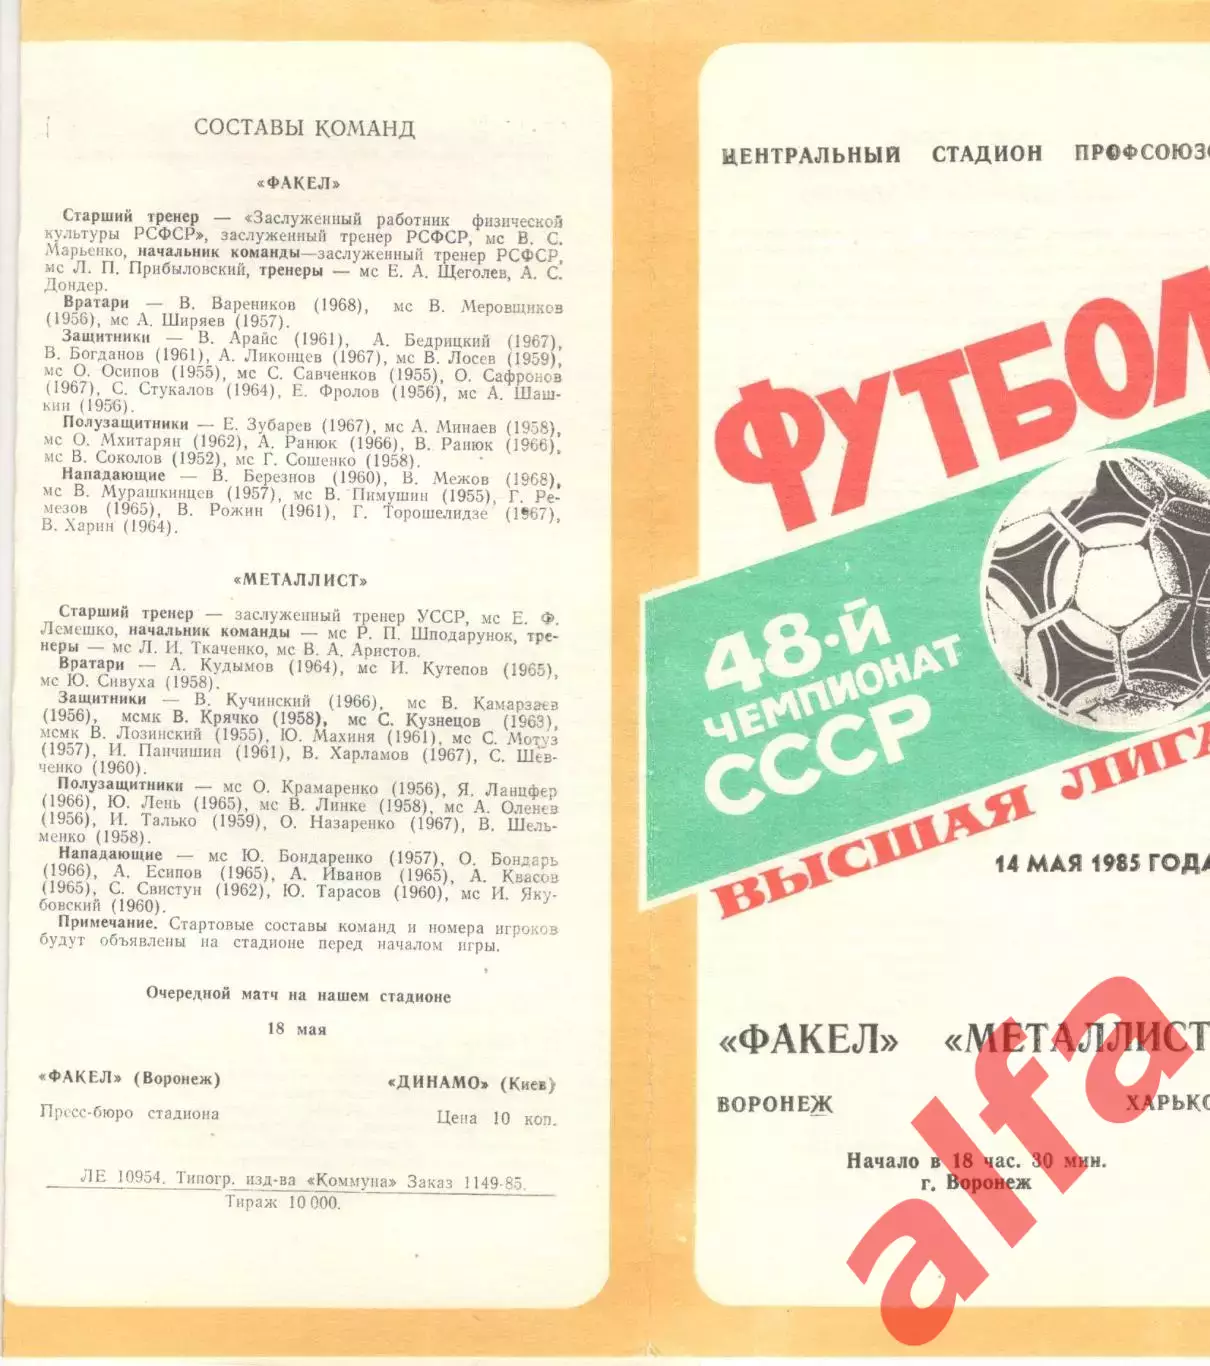 СОСТАВЫ КОМАНД
«ФАКЕЛ»
Старший тренер — «Заслуженный работник физической
культуры РСФСР», заслуженный тренер РСФСР, мс В. С.
Марьенко, начальник команды—заслуженный тренер РСФСР,
мс Л. П. Прибыловский, тренеры — мс Е. А. Щеголев, А. С.
Дондер.
Вратари — В. Вареников (1968), мс В. Меровщиков
(1956), мс А. Ширяев (1957).
Защитники — В. Арайс (1961), А. Бедрицкий (1967),
В. Богданов (1961), А. Ликонцев (1967), мс В. Лосев (1959),
мс О. Осипов (1955), мс С. Савченков (1955), О. Сафронов
(1967), С. Стукалов (1964), Е. Фролов (1956), мс А. Шаш-
кин (1956).
Полузащитники — Е. Зубарев (1967), мс А. Минаев (1958),
мс О. Мхитарян (1962), А. Ранюк (1966), В. Ранюк (1966),
мс В. Соколов (1952), мс Г. Сошенко (1958).
Нападающие — В. Березнов (1960), В. Межов (1968),
мс В. Мурашкинцев (1957), мс В. Пимушин (1955), Г. Ре-
мезов (1965), В. Рожин (1961), Г. Торошелидзе (1967),
В. Харин (1964).
«МЕТАЛЛИСТ»
Старший тренер — заслуженный тренер УССР, мс Е. Ф.
Лемешко, начальник команды — мс Р. П. Шподарунок, тре-
неры — мс Л. И. Ткаченко, мс В. А. Аристов.
Вратари — А. Кудымов (1964), мс И. Кутепов (1965),
мс Ю. Сивуха (1958).
Защитники — В. Кучинский (1966), мс В. Камарзаев
(1956), мсмк В. Крячко (1958), мс С. Кузнецов (1963),
мсмк В. Лозинский (1955), Ю. Махиня (1961), мс С. Мотуз
(1957), И. Панчишин (1961), В. Харламов (1967), С. Шев-
ченко (1960).
Полузащитники — мс О. Крамаренко (1956), Я. Ланцфер
(1966), Ю. Лень (1965), мс В. Линке (1958), мс А. Оленев
(1956), И. Талько (1959), О. Назаренко (1967), В. Шель-
менко (1958).
Нападающие — мс Ю. Бондаренко (1957), О. Бондарь
(1966), А. Есипов (1965), А. Иванов (1965), А. Квасов
(1965), С. Свистун (1962), Ю. Тарасов (1960), мс И. Яку-
бовский (1960).
Примечание. Стартовые составы команд и номера игроков
будут объявлены на стадионе перед началом игры.
Очередной матч на нашем стадионе
18 мая
«ФАКЕЛ» (Воронеж) «ДИНАМО» (Киев)
Пресс-бюро стадиона Цена 10 коп.
ЛЕ 10954. Типогр. изд-ва «Коммуна» Заказ 1149-85.
Тираж 10 000.
ЦЕНТРАЛЬНЫЙ СТАДИОН ПРОФСОЮЗО
ФУТБОЛ
48-Й
ЧЕМПИОНАТ
СССР
ВЫСШАЯ ЛИГА
14 МАЯ 1985 ГОДА
«ФАКЕЛ» «МЕТАЛЛИСТ
ВОРОНЕЖ ХАРЬКО
Начало в 18 час. 30 мин.
г. Воронеж
alfa